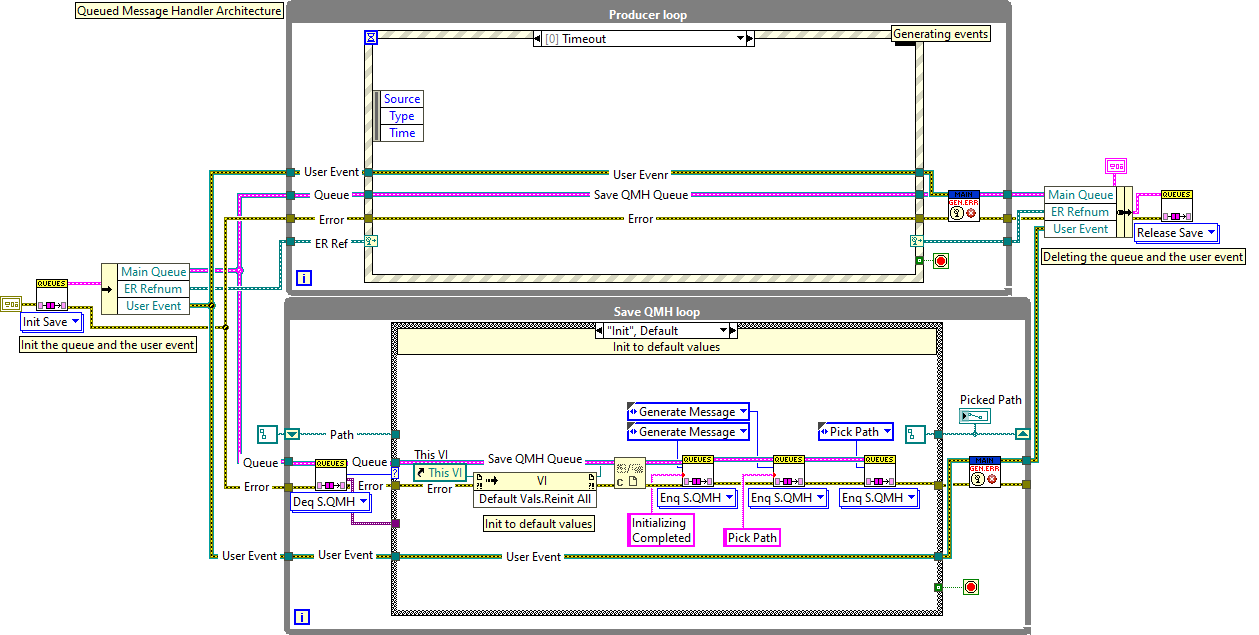 Queued Message Handler Architecture
Producer loop
[0] Timeout
Generating events
Source
Type
Time
User Event
User Evenr
Queue
Save QMH Queue
Error
Error
ER Ref
MAIN
GEN.ERR
Main Queue
ER Refnum
User Event
QUEUES
Release Save
Deleting the queue and the user event
i
QUEUES
Init Save
Init the queue and the user event
Main Queue
ER Refnum
User Event
Save QMH loop
"Init", Default
Init to default values
Path
Queue
QUEUES
Queue
Error
Error
Deq S.QMH
?
This VI
This VI
Save QMH Queue
Error
VI
Default Vals.Reinit All
Init to default values
C
Generate Message
Generate Message
Pick Path
QUEUES
QUEUES
QUEUES
Enq S.QMH
Enq S.QMH
Enq S.QMH
Initializing
Completed
Pick Path
Picked Path
MAIN
GEN.ERR
User Event
User Event
User Event
i